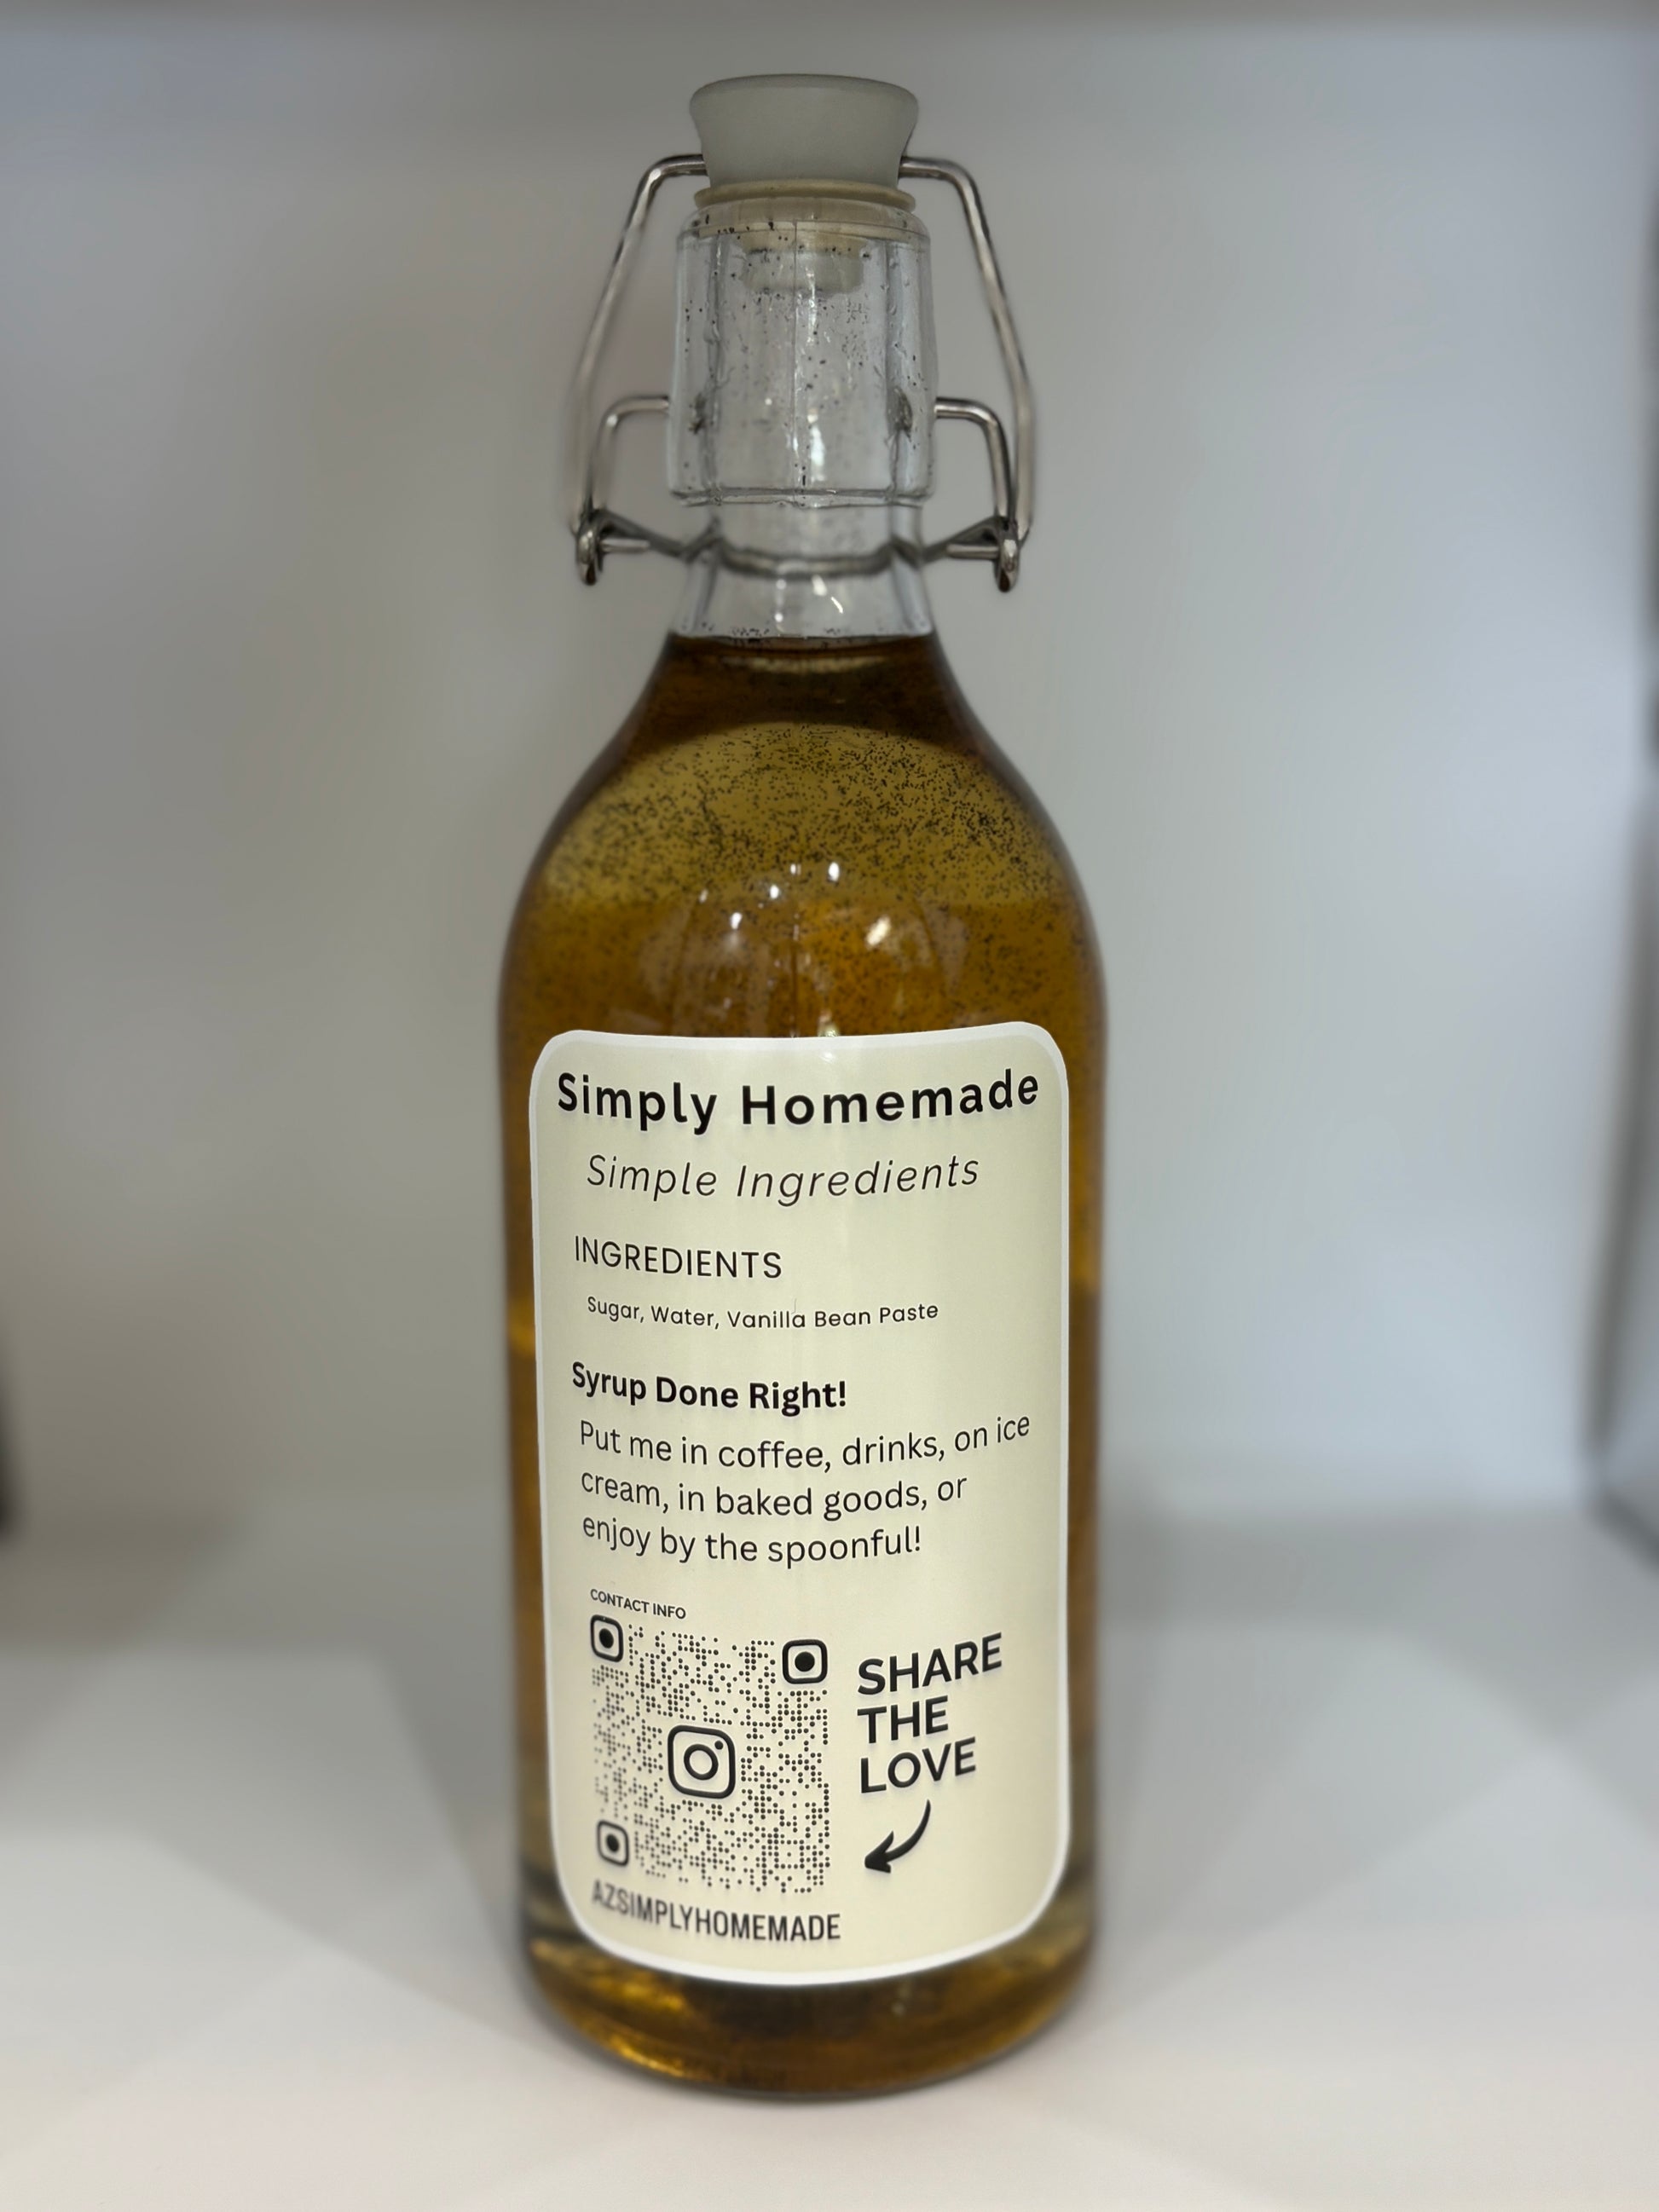 Simply Homemade
Simple Ingredients
INGREDIENTS
Sugar, Water, Vanilla Bean Paste
Syrup Done Right!
Put me in coffee, drinks, on ice
cream, in baked goods, or
enjoy by the spoonful!
CONTACT INFO
SHARE
THE
LOVE
AZSIMPLYHOMEMADE